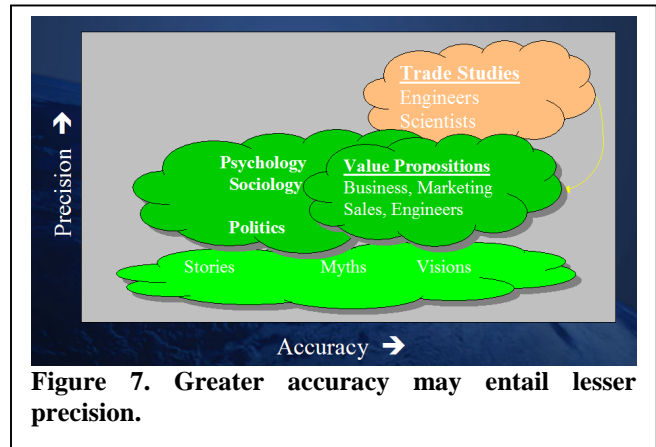 Precision →
Trade Studies
Engineers
Scientists
Psychology
Sociology
Politics
Value Propositions
Business, Marketing
Sales, Engineers
Stories Myths Visions
Accuracy →
Figure 7. Greater accuracy may entail lesser
precision.